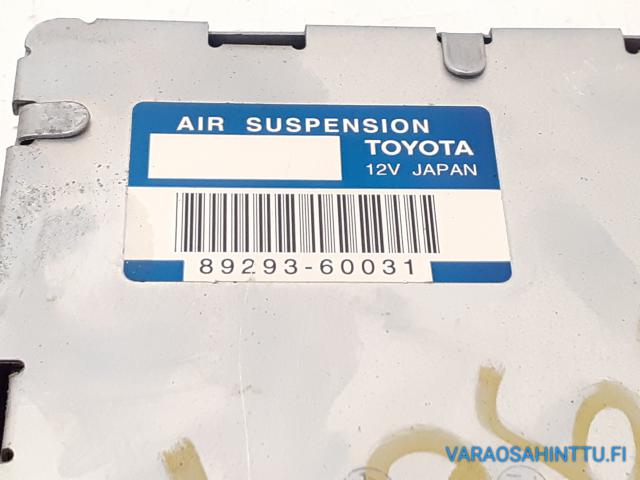 AIR SUSPENSION
TOYOTA
12V JAPAN
89293-60031
VARAOSAHINTTU.FI